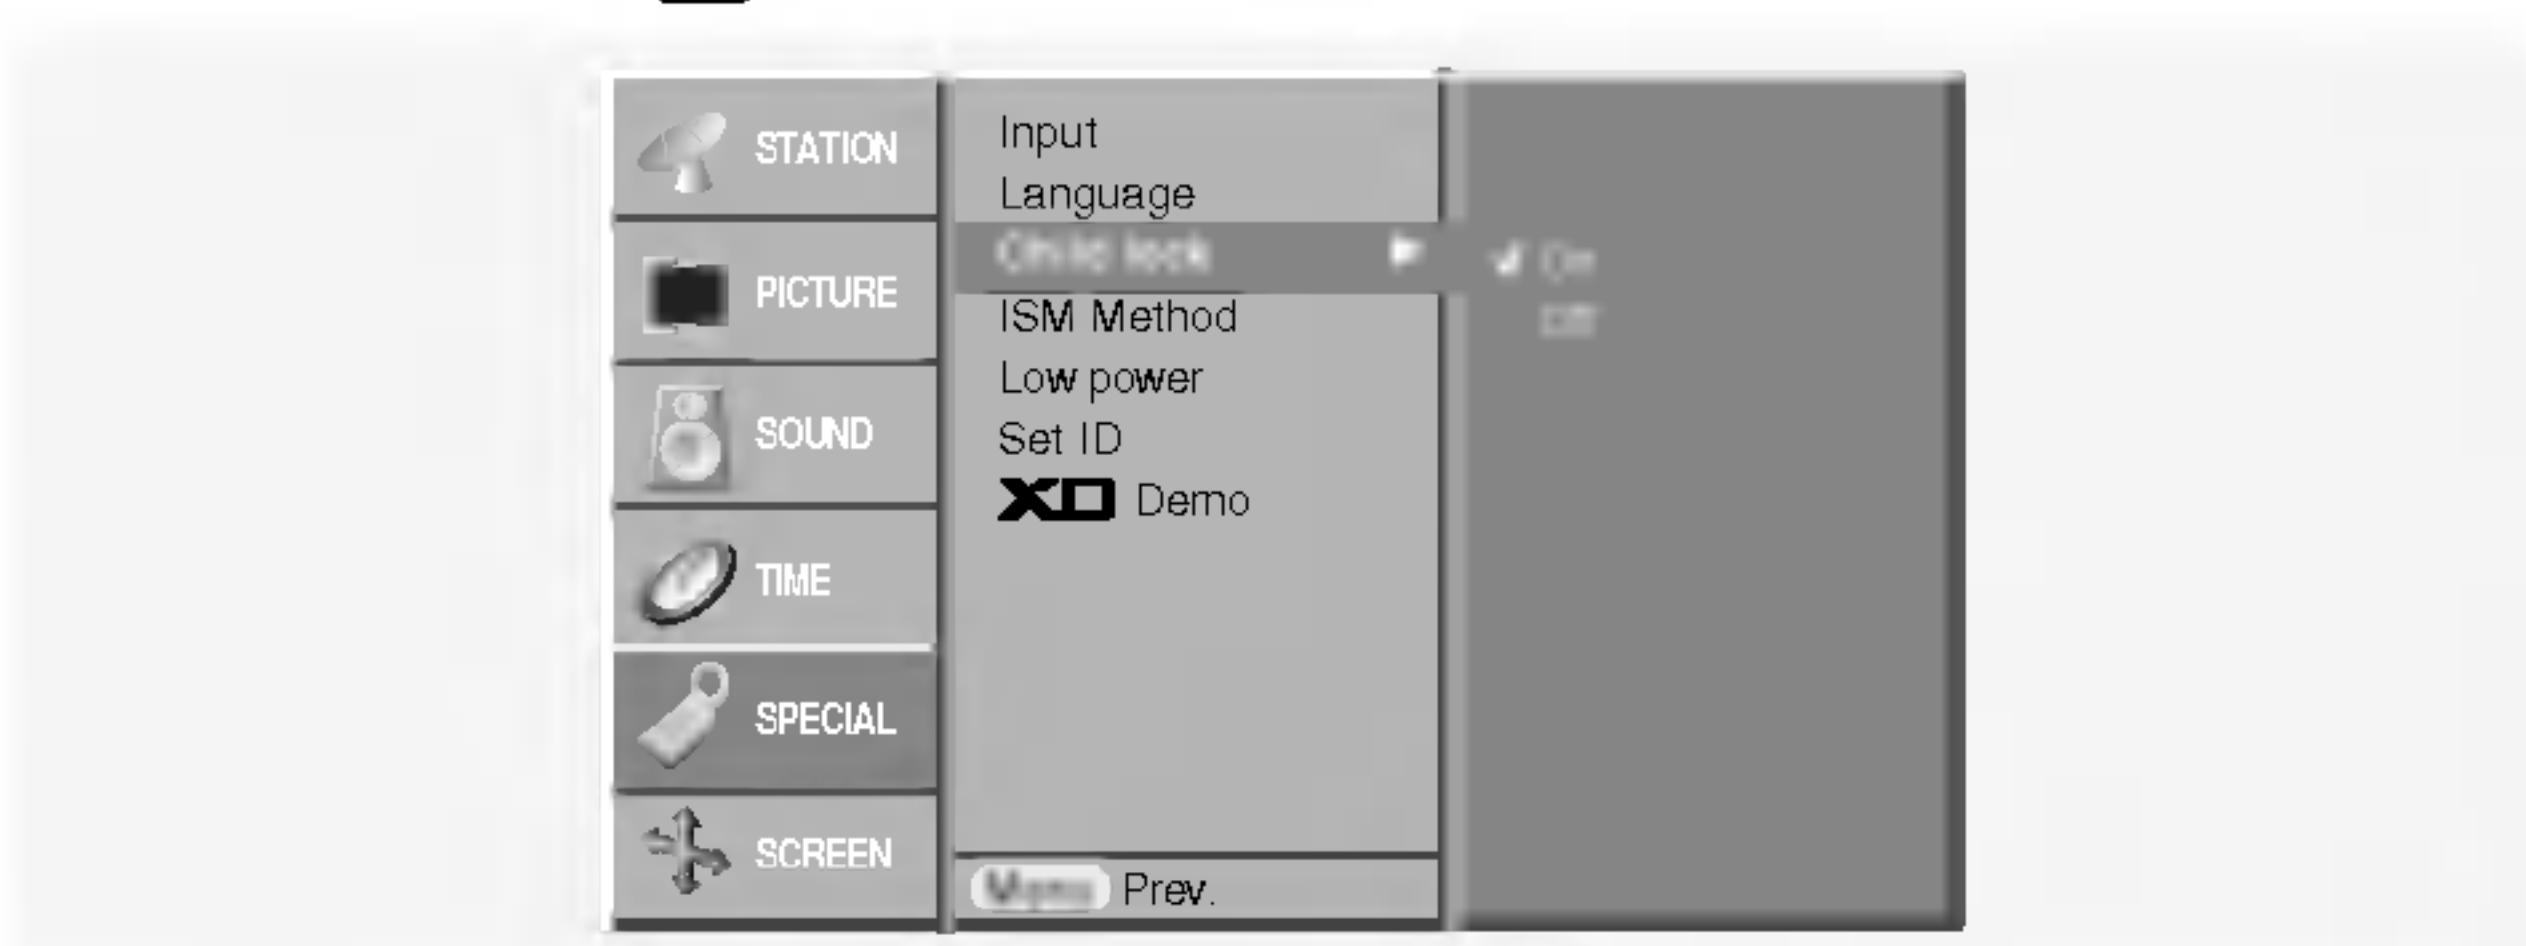 STATION
PICTURE
SOUND
TIME
SPECIAL
SCREEN
Input
Language
Child lock
ISM Method
Low power
Set ID
XD Demo
Menu Prev.
On
Off